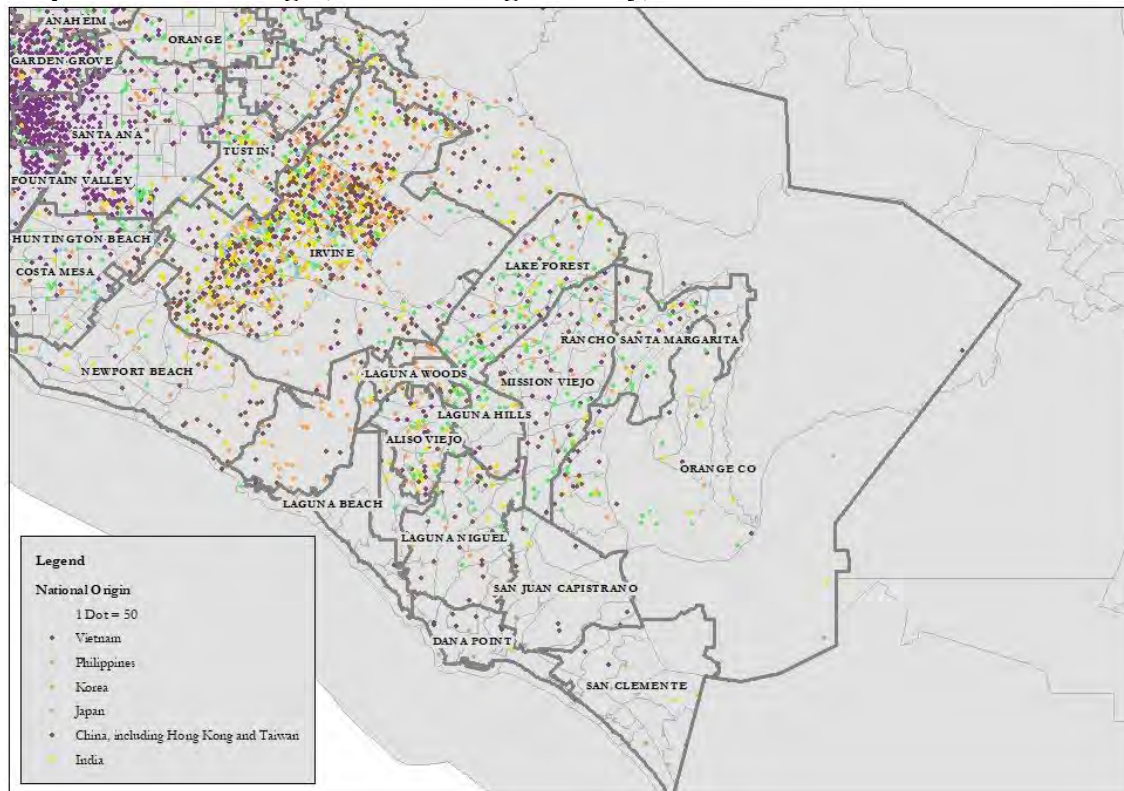 ANAHEIM
ORANGE
GARDEN GROVE
SANTA ANA
TUSTIN
FOUNTAIN VALLEY
HUNTINGTON BEACH
IRVINE
COSTA MESA
LAKE FOREST
RANCHO SANTA MARGARITA
NEWPORT BEACH
LAGUNA WOODS
MISSION VIEJO
LAGUNA HILLS
ALISO VIEJO
ORANGE CO
LAGUNA BEACH
LAGUNA NIGUEL
SAN JUAN CAPISTRANO
DANA POINT
SAN CLEMENTE
Legend
National Origin
1 Dot = 50
Vietnam
Philippines
Korea
Japan
China, including Hong Kong and Taiwan
India